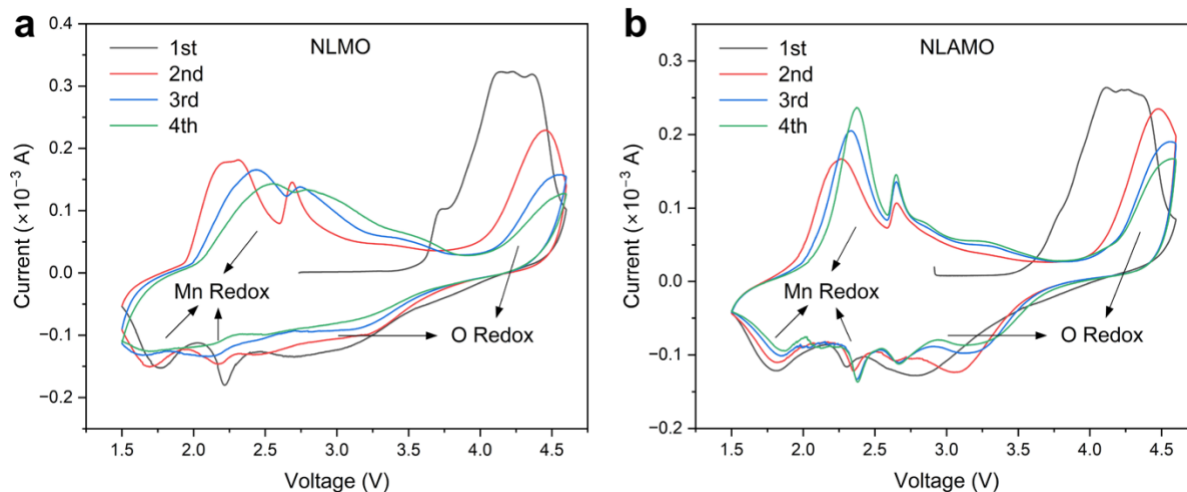 a
NLMO
1st
2nd
3rd
4th
Mn Redox
O Redox
Current (×10⁻³ A)
0.4
0.3
0.2
0.1
0.0
−0.1
−0.2
1.5 2.0 2.5 3.0 3.5 4.0 4.5
Voltage (V)
b
NLAMO
1st
2nd
3rd
4th
Mn Redox
O Redox
Current (×10⁻³ A)
0.3
0.2
0.1
0.0
−0.1
−0.2
1.5 2.0 2.5 3.0 3.5 4.0 4.5
Voltage (V)